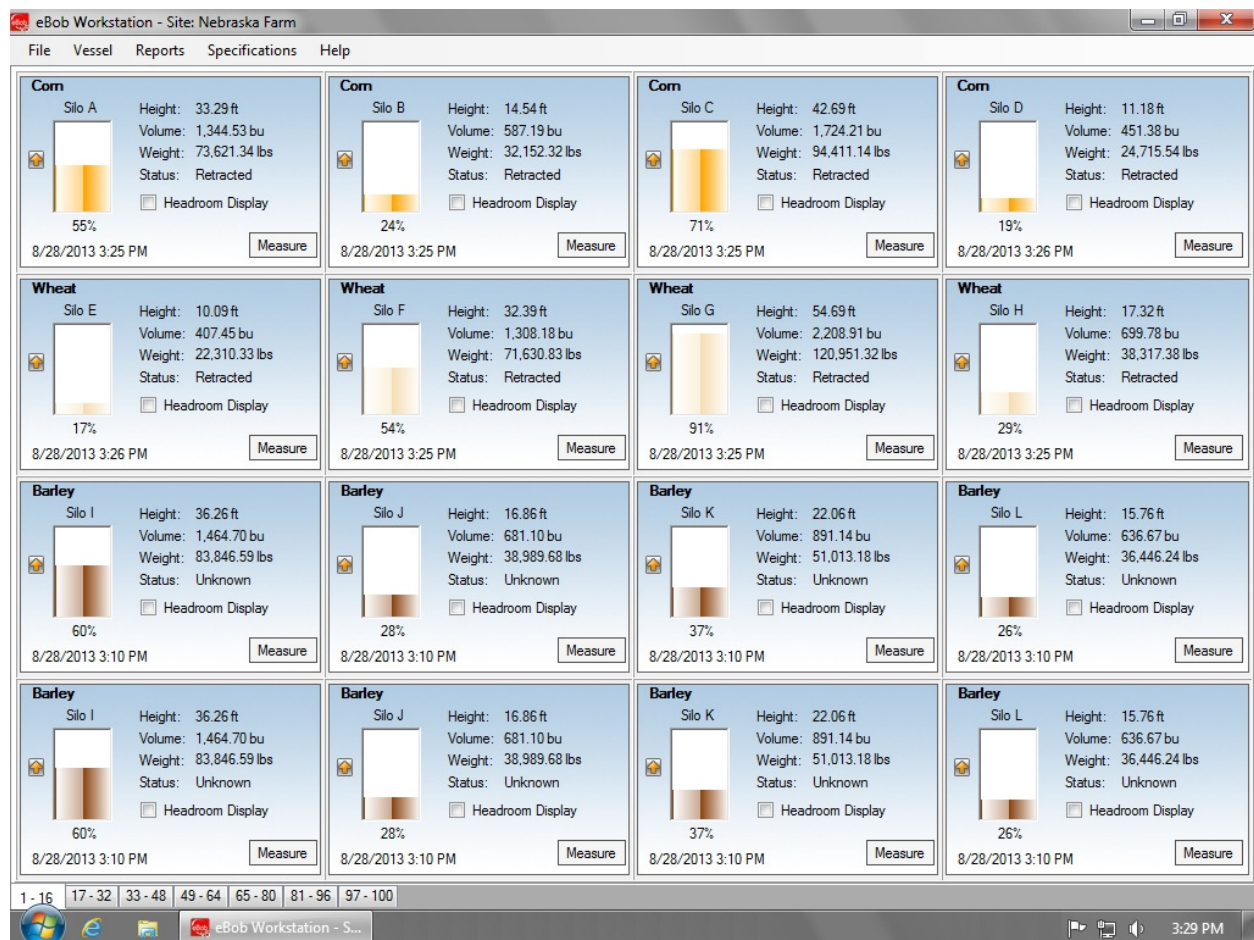 eBob Workstation - Site: Nebraska Farm
File Vessel Reports Specifications Help
Corn
Silo A
Height: 33.29 ft
Volume: 1,344.53 bu
Weight: 73,621.34 lbs
Status: Retracted
Headroom Display
55%
8/28/2013 3:25 PM
Measure
Corn
Silo B
Height: 14.54 ft
Volume: 587.19 bu
Weight: 32,152.32 lbs
Status: Retracted
Headroom Display
24%
8/28/2013 3:25 PM
Measure
Corn
Silo C
Height: 42.69 ft
Volume: 1,724.21 bu
Weight: 94,411.14 lbs
Status: Retracted
Headroom Display
71%
8/28/2013 3:25 PM
Measure
Corn
Silo D
Height: 11.18 ft
Volume: 451.38 bu
Weight: 24,715.54 lbs
Status: Retracted
Headroom Display
19%
8/28/2013 3:26 PM
Measure
Wheat
Silo E
Height: 10.09 ft
Volume: 407.45 bu
Weight: 22,310.33 lbs
Status: Retracted
Headroom Display
17%
8/28/2013 3:26 PM
Measure
Wheat
Silo F
Height: 32.39 ft
Volume: 1,308.18 bu
Weight: 71,630.83 lbs
Status: Retracted
Headroom Display
54%
8/28/2013 3:25 PM
Measure
Wheat
Silo G
Height: 54.69 ft
Volume: 2,208.91 bu
Weight: 120,951.32 lbs
Status: Retracted
Headroom Display
91%
8/28/2013 3:25 PM
Measure
Wheat
Silo H
Height: 17.32 ft
Volume: 699.78 bu
Weight: 38,317.38 lbs
Status: Retracted
Headroom Display
29%
8/28/2013 3:25 PM
Measure
Barley
Silo I
Height: 36.26 ft
Volume: 1,464.70 bu
Weight: 83,846.59 lbs
Status: Unknown
Headroom Display
60%
8/28/2013 3:10 PM
Measure
Barley
Silo J
Height: 16.86 ft
Volume: 681.10 bu
Weight: 38,989.68 lbs
Status: Unknown
Headroom Display
28%
8/28/2013 3:10 PM
Measure
Barley
Silo K
Height: 22.06 ft
Volume: 891.14 bu
Weight: 51,013.18 lbs
Status: Unknown
Headroom Display
37%
8/28/2013 3:10 PM
Measure
Barley
Silo L
Height: 15.76 ft
Volume: 636.67 bu
Weight: 36,446.24 lbs
Status: Unknown
Headroom Display
26%
8/28/2013 3:10 PM
Measure
Barley
Silo I
Height: 36.26 ft
Volume: 1,464.70 bu
Weight: 83,846.59 lbs
Status: Unknown
Headroom Display
60%
8/28/2013 3:10 PM
Measure
Barley
Silo J
Height: 16.86 ft
Volume: 681.10 bu
Weight: 38,989.68 lbs
Status: Unknown
Headroom Display
28%
8/28/2013 3:10 PM
Measure
Barley
Silo K
Height: 22.06 ft
Volume: 891.14 bu
Weight: 51,013.18 lbs
Status: Unknown
Headroom Display
37%
8/28/2013 3:10 PM
Measure
Barley
Silo L
Height: 15.76 ft
Volume: 636.67 bu
Weight: 36,446.24 lbs
Status: Unknown
Headroom Display
26%
8/28/2013 3:10 PM
Measure
1 - 16 17 - 32 33 - 48 49 - 64 65 - 80 81 - 96 97 - 100
eBob Workstation - S...
3:29 PM